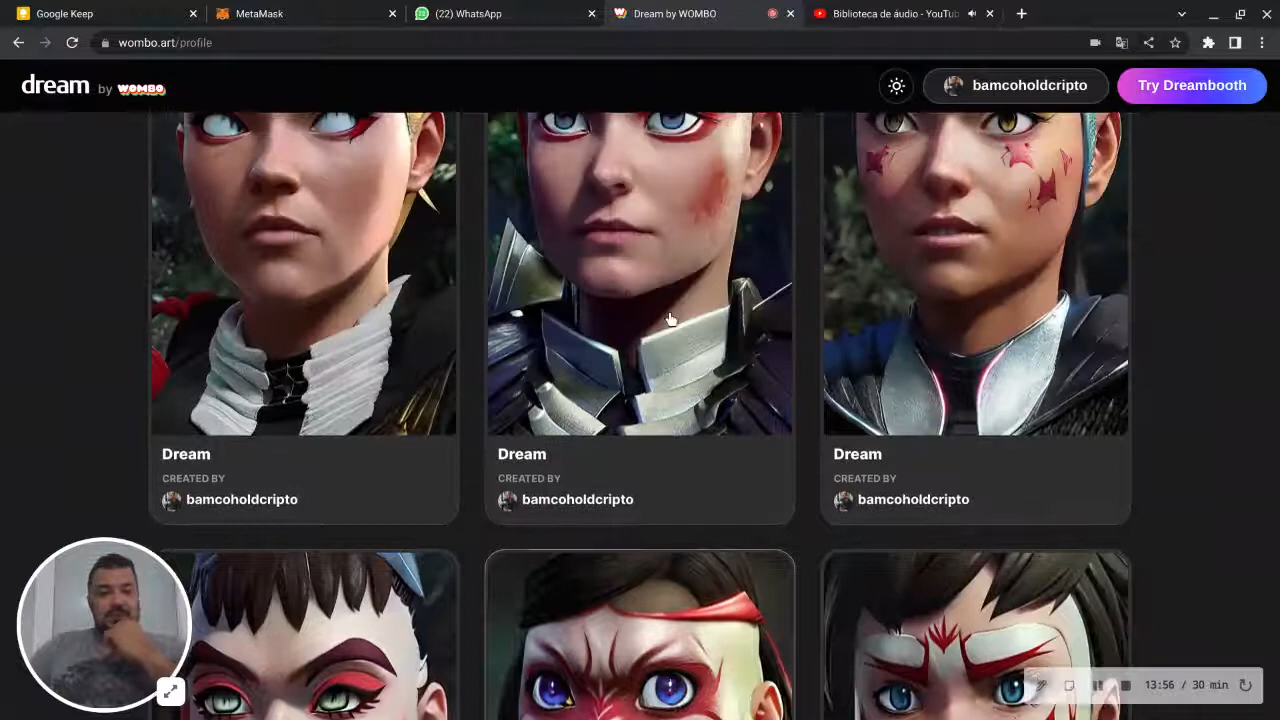 Google Keep
MetaMask
(22) WhatsApp
Dream by WOMBO
Biblioteca de áudio - YouTub
wombo.art/profile
dream by WOMBO
bamcoholdcripto
Try Dreambooth
Dream
CREATED BY
bamcoholdcripto
Dream
CREATED BY
bamcoholdcripto
Dream
CREATED BY
bamcoholdcripto
13:56 / 30 min